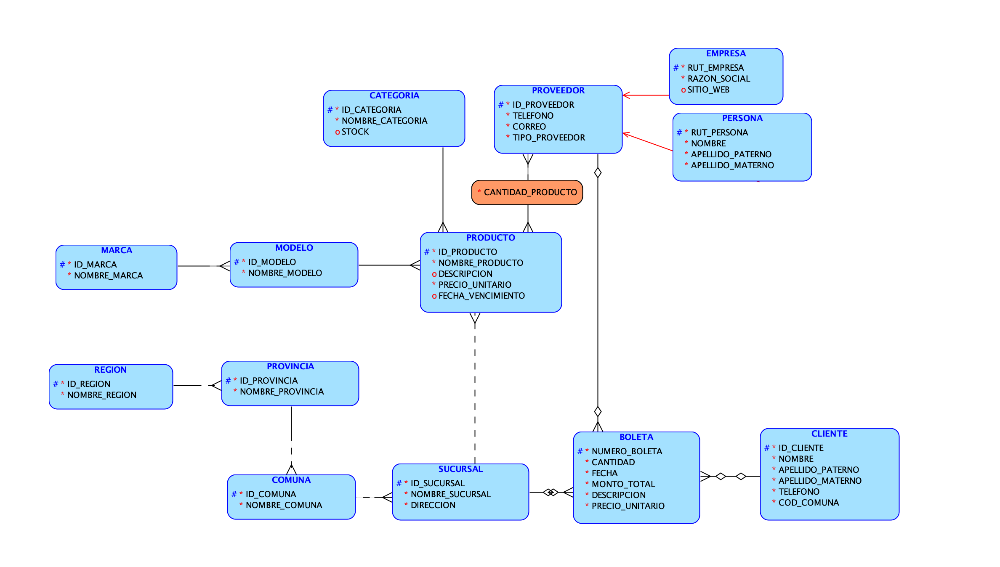 EMPRESA
# * RUT_EMPRESA
* RAZON_SOCIAL
o SITIO_WEB
PROVEEDOR
# * ID_PROVEEDOR
* TELEFONO
* CORREO
* TIPO_PROVEEDOR
CATEGORIA
# * ID_CATEGORIA
* NOMBRE_CATEGORIA
o STOCK
PERSONA
# * RUT_PERSONA
* NOMBRE
* APELLIDO_PATERNO
* APELLIDO_MATERNO
* CANTIDAD_PRODUCTO
MARCA
# * ID_MARCA
* NOMBRE_MARCA
MODELO
# * ID_MODELO
* NOMBRE_MODELO
PRODUCTO
# * ID_PRODUCTO
* NOMBRE_PRODUCTO
o DESCRIPCION
* PRECIO_UNITARIO
o FECHA_VENCIMIENTO
REGION
# * ID_REGION
* NOMBRE_REGION
PROVINCIA
# * ID_PROVINCIA
* NOMBRE_PROVINCIA
COMUNA
# * ID_COMUNA
* NOMBRE_COMUNA
SUCURSAL
# * ID_SUCURSAL
* NOMBRE_SUCURSAL
* DIRECCION
BOLETA
# * NUMERO_BOLETA
* CANTIDAD
* FECHA
* MONTO_TOTAL
* DESCRIPCION
* PRECIO_UNITARIO
CLIENTE
# * ID_CLIENTE
* NOMBRE
* APELLIDO_PATERNO
* APELLIDO_MATERNO
* TELEFONO
* COD_COMUNA